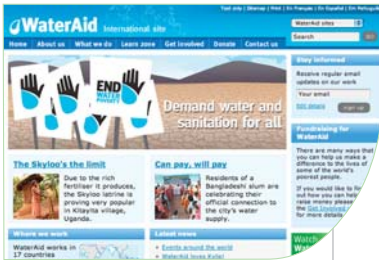 Text only | Sitemap | Print | En Français | En Español | Em Português
WaterAid International site
WaterAid sites
Search
Home About us What we do Learn zone Get involved Donate Contact us
END
WATER
POVERTY
Demand water and
sanitation for all
Stay informed
Receive regular email
updates on our work
Your email
Edit details sign-up
Fundraising for
WaterAid
There are many ways that
you can help us make a
difference to the lives of
some of the world's
poorest people.
If you would like to fin
out how you can help
raise money please
the Get involved
for more details
The Skyloo's the limit
Due to the rich
fertiliser it produces,
the Skyloo latrine is
proving very popular
in Kitayita village,
Uganda.
Can pay, will pay
Residents of a
Bangladeshi slum are
celebrating their
official connection to
the city's water
supply.
Where we work
WaterAid works in
17 countries
Latest news
Events around the world
WaterAid loves Kylie!
Watch
Wat